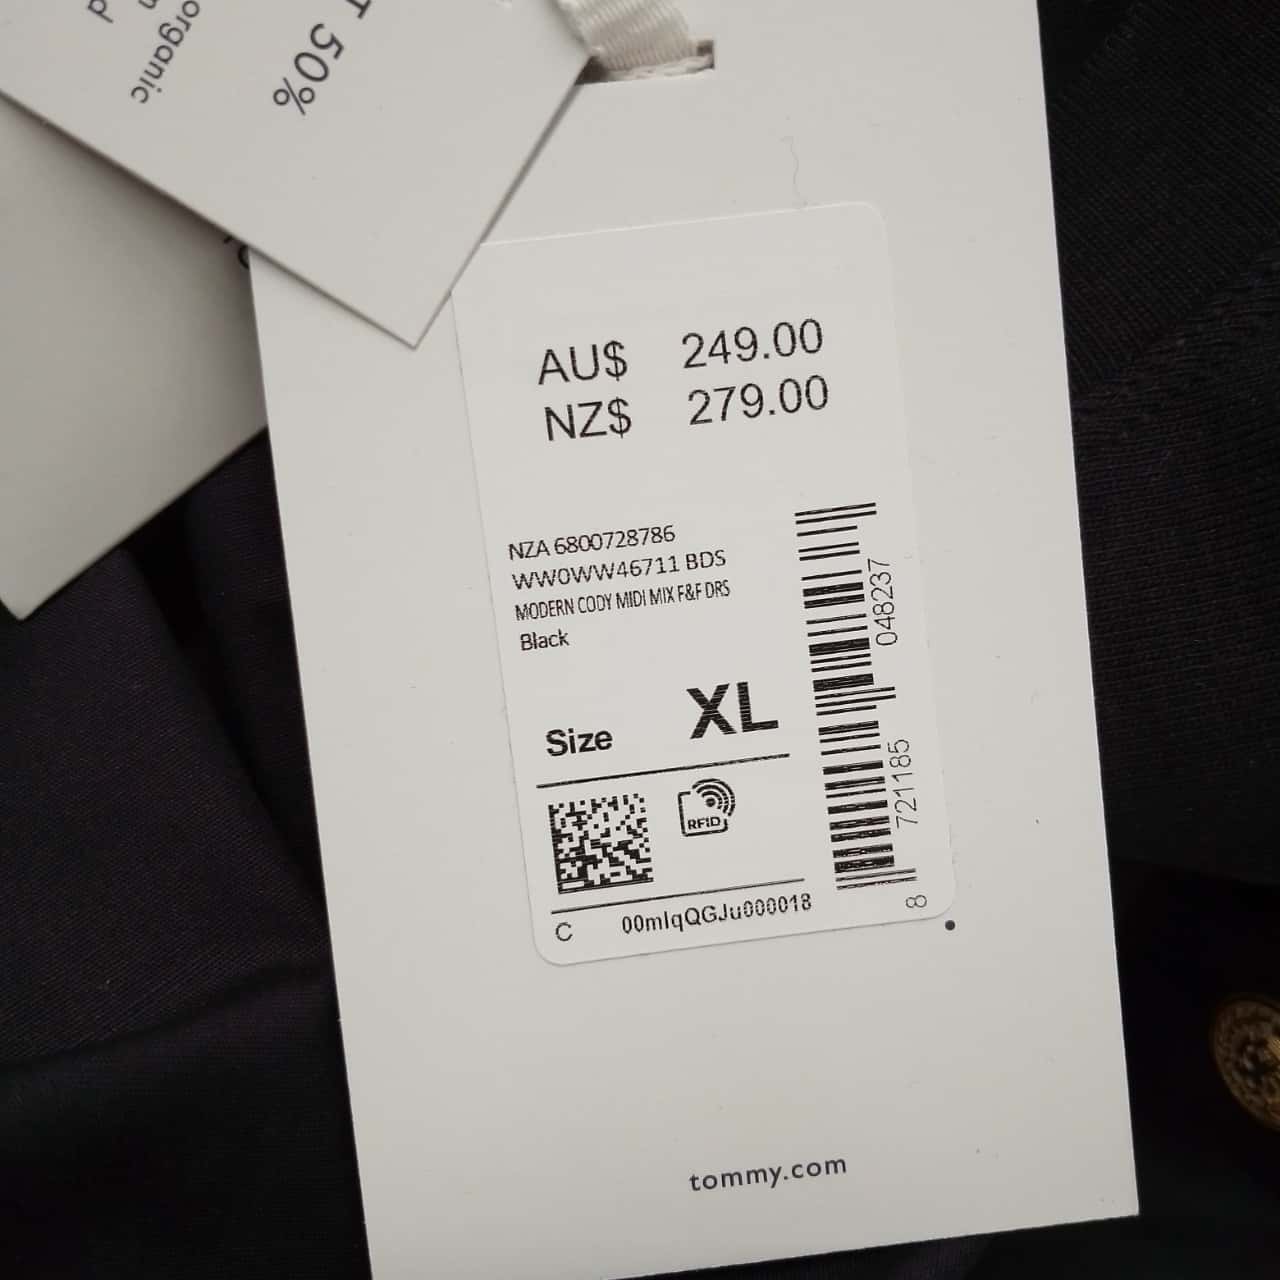 T 50%
organic
AU$ 249.00
NZ$ 279.00
NZA 6800728786
WW0WW46711 BDS
MODERN CODY MIDI MIX F&F DRS
Black
Size XL
RFID
C 00mIqQGJu000018
8 721185 048237
tommy.com